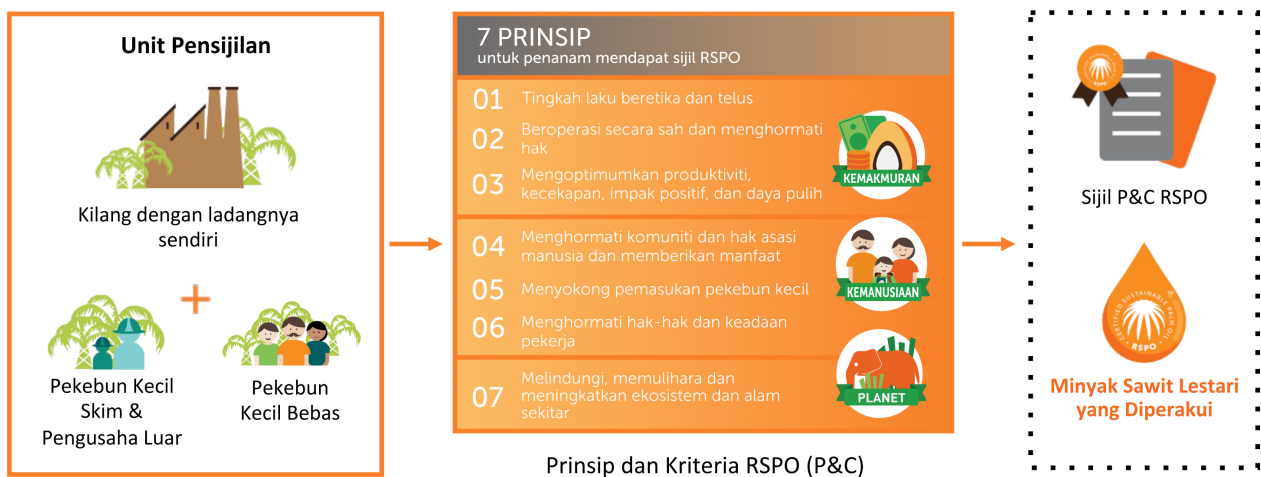 Unit Pensijilan
Kilang dengan ladangnya
sendiri
Pekebun Kecil
Skim &
Pengusaha Luar
Pekebun
Kecil Bebas
7 PRINSIP
untuk penanam mendapat sijil RSPO
01 Tingkah laku beretika dan telus
02 Beroperasi secara sah dan menghormati
hak
03 Mengoptimumkan produktiviti,
kecekapan, impak positif, dan daya pulih
KEMAKMURAN
04 Menghormati komuniti dan hak asasi
manusia dan memberikan manfaat
05 Menyokong pemasukan pekebun kecil
06 Menghormati hak-hak dan keadaan
pekerja
KEMANUSIAAN
07 Melindungi, memulihara dan
meningkatkan ekosistem dan alam
sekitar
PLANET
Prinsip dan Kriteria RSPO (P&C)
RSPO
Sijil P&C RSPO
CERTIFIED SUSTAINABLE PALM OIL
RSPO
Minyak Sawit Lestari
yang Diperakui